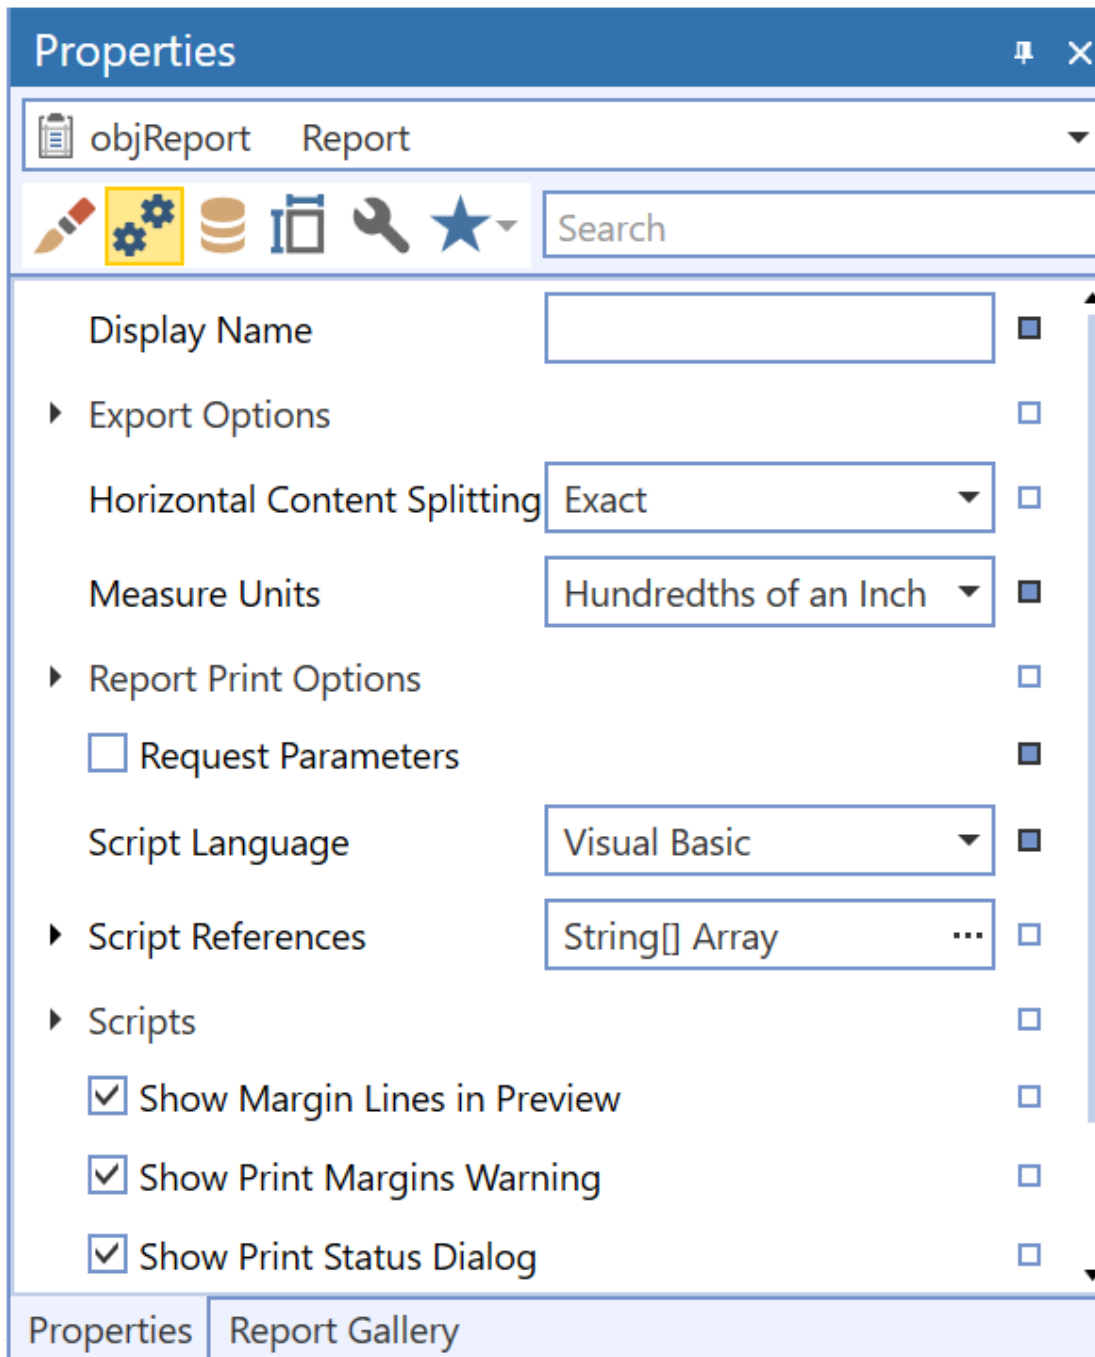 Properties
objReport Report
Search
Display Name
Export Options
Horizontal Content Splitting Exact
Measure Units Hundredths of an Inch
Report Print Options
Request Parameters
Script Language Visual Basic
Script References String[] Array ...
Scripts
Show Margin Lines in Preview
Show Print Margins Warning
Show Print Status Dialog
Properties Report Gallery